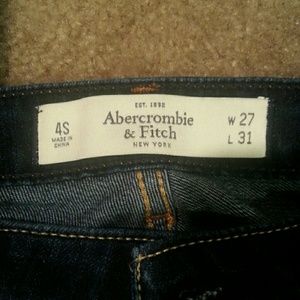 4S
MADE IN
CHINA
EST. 1892
Abercrombie
& Fitch
NEW YORK
W 27
L 31